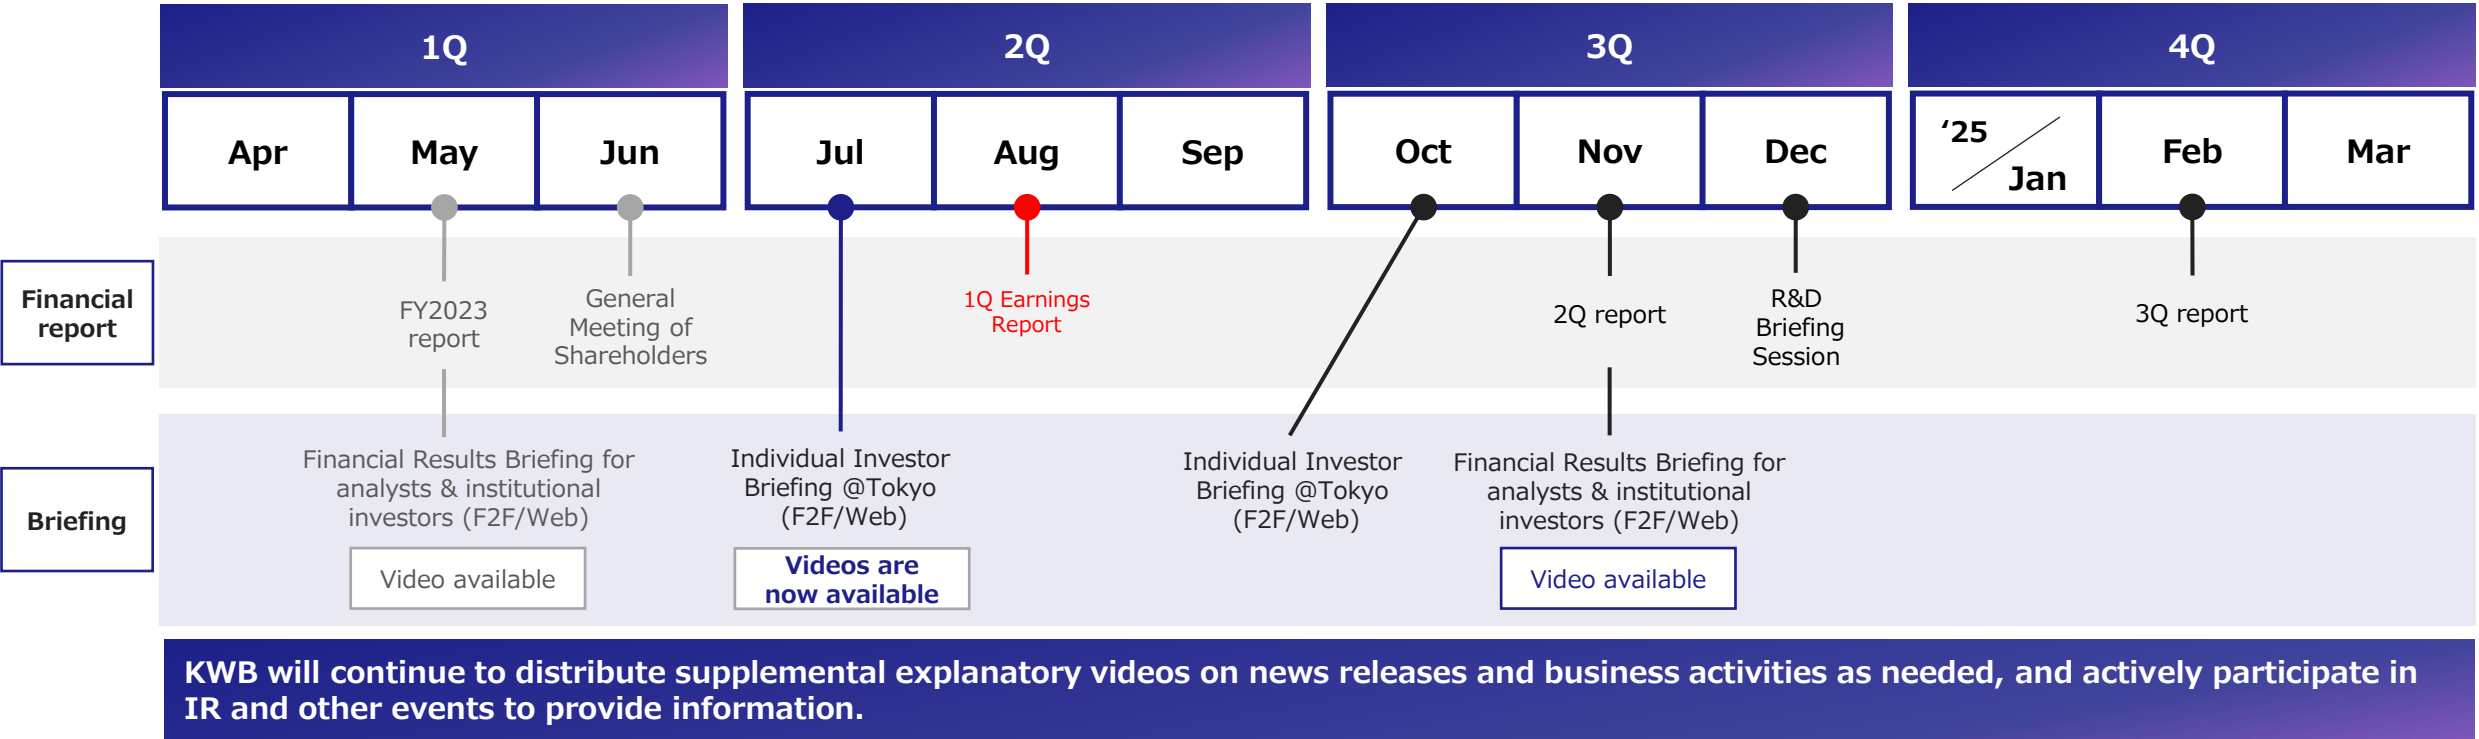 1Q
2Q
3Q
4Q
Apr
May
Jun
Jul
Aug
Sep
Oct
Nov
Dec
‘25
Jan
Feb
Mar
Financial
report
FY2023
report
General
Meeting of
Shareholders
1Q Earnings
Report
2Q report
R&D
Briefing
Session
3Q report
Briefing
Financial Results Briefing for
analysts & institutional
investors (F2F/Web)
Video available
Individual Investor
Briefing @Tokyo
(F2F/Web)
Videos are
now available
Individual Investor
Briefing @Tokyo
(F2F/Web)
Financial Results Briefing for
analysts & institutional
investors (F2F/Web)
Video available
KWB will continue to distribute supplemental explanatory videos on news releases and business activities as needed, and actively participate in
IR and other events to provide information.